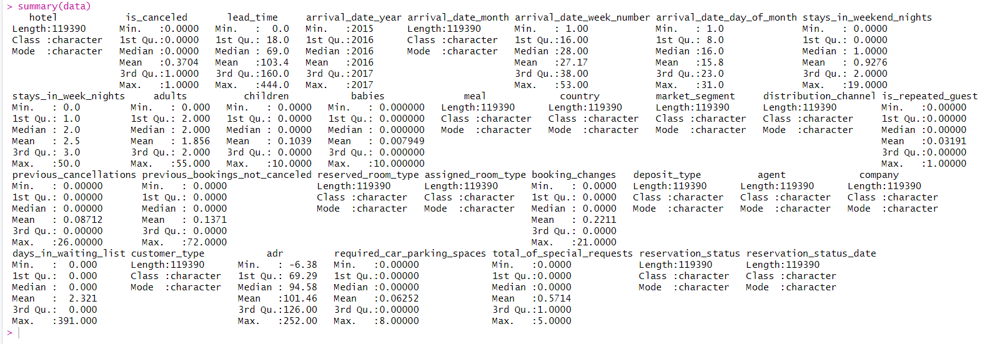 > summary(data)
hotel is_canceled lead_time arrival_date_year arrival_date_month arrival_date_week_number arrival_date_day_of_month stays_in_weekend_nights
Length:119390 Min. :0.0000 Min. : 0.0 Min. :2015 Length:119390 Min. : 1.00 Min. : 1.0 Min. : 0.0000
Class :character 1st Qu.:0.0000 1st Qu.: 18.0 1st Qu.:2016 Class :character 1st Qu.:16.00 1st Qu.: 8.0 1st Qu.: 0.0000
Mode :character Median :0.0000 Median : 69.0 Median :2016 Mode :character Median :28.00 Median :16.0 Median : 1.0000
Mean :0.3704 Mean :103.4 Mean :2016 Mean :27.17 Mean :15.8 Mean : 0.9276
3rd Qu.:1.0000 3rd Qu.:160.0 3rd Qu.:2017 3rd Qu.:38.00 3rd Qu.:23.0 3rd Qu.: 2.0000
Max. :1.0000 Max. :444.0 Max. :2017 Max. :53.00 Max. :31.0 Max. :19.0000
stays_in_week_nights adults children babies meal country market_segment distribution_channel is_repeated_guest
Min. : 0.0 Min. : 0.000 Min. : 0.0000 Min. : 0.000000 Length:119390 Length:119390 Length:119390 Length:119390 Min. :0.00000
1st Qu.: 1.0 1st Qu.: 2.000 1st Qu.: 0.0000 1st Qu.: 0.000000 Class :character Class :character Class :character Class :character 1st Qu.:0.00000
Median : 2.0 Median : 2.000 Median : 0.0000 Median : 0.000000 Mode :character Mode :character Mode :character Mode :character Median :0.00000
Mean : 2.5 Mean : 1.856 Mean : 0.1039 Mean : 0.007949 Mean :0.03191
3rd Qu.: 3.0 3rd Qu.: 2.000 3rd Qu.: 0.0000 3rd Qu.: 0.000000 3rd Qu.:0.00000
Max. :50.0 Max. :55.000 Max. :10.0000 Max. :10.000000 Max. :1.00000
previous_cancellations previous_bookings_not_canceled reserved_room_type assigned_room_type booking_changes deposit_type agent company
Min. : 0.00000 Min. : 0.0000 Length:119390 Length:119390 Min. : 0.0000 Length:119390 Length:119390 Length:119390
1st Qu.: 0.00000 1st Qu.: 0.0000 Class :character Class :character 1st Qu.: 0.0000 Class :character Class :character Class :character
Median : 0.00000 Median : 0.0000 Mode :character Mode :character Median : 0.0000 Mode :character Mode :character Mode :character
Mean : 0.08712 Mean : 0.1371 Mean : 0.2211
3rd Qu.: 0.00000 3rd Qu.: 0.0000 3rd Qu.: 0.0000
Max. :26.00000 Max. :72.0000 Max. :21.0000
days_in_waiting_list customer_type adr required_car_parking_spaces total_of_special_requests reservation_status reservation_status_date
Min. : 0.000 Length:119390 Min. : -6.38 Min. :0.00000 Min. :0.0000 Length:119390 Length:119390
1st Qu.: 0.000 Class :character 1st Qu.: 69.29 1st Qu.:0.00000 1st Qu.:0.0000 Class :character Class :character
Median : 0.000 Mode :character Median : 94.58 Median :0.00000 Median :0.0000 Mode :character Mode :character
Mean : 2.321 Mean :101.46 Mean :0.06252 Mean :0.5714
3rd Qu.: 0.000 3rd Qu.:126.00 3rd Qu.:0.00000 3rd Qu.:1.0000
Max. :391.000 Max. :252.00 Max. :8.00000 Max. :5.0000
>